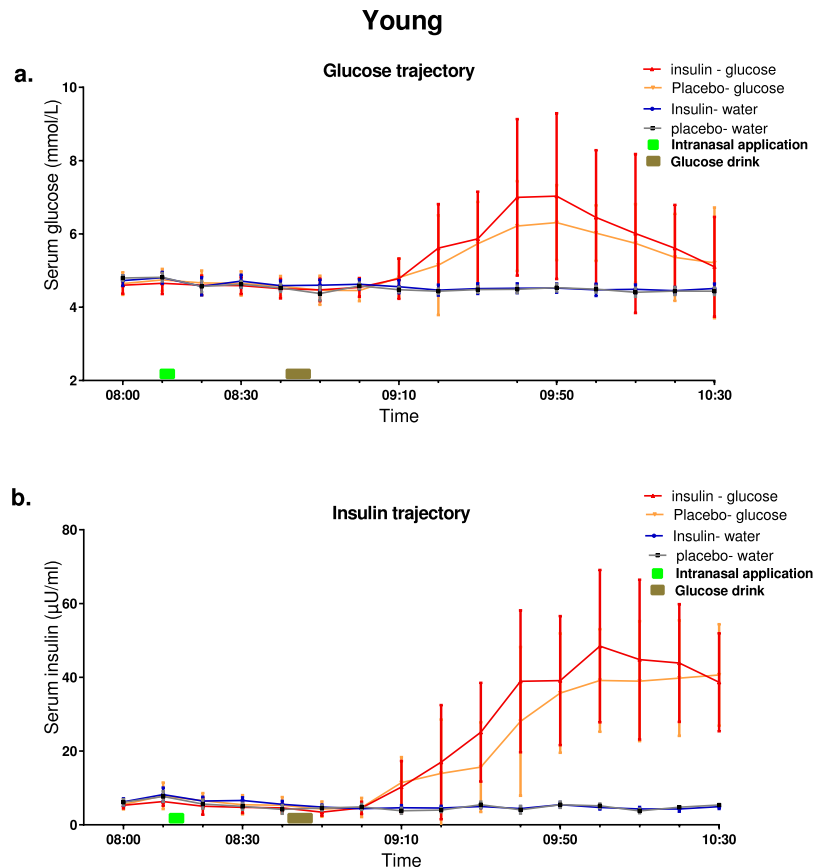 Young
a.
Glucose trajectory
insulin - glucose
Placebo- glucose
Insulin- water
placebo- water
Intranasal application
Glucose drink
Serum glucose (mmol/L)
10
8
6
4
2
08:00 08:30 09:10 09:50 10:30
Time
b.
Insulin trajectory
insulin - glucose
Placebo- glucose
Insulin- water
placebo- water
Intranasal application
Glucose drink
Serum insulin (µU/ml)
80
60
40
20
0
08:00 08:30 09:10 09:50 10:30
Time